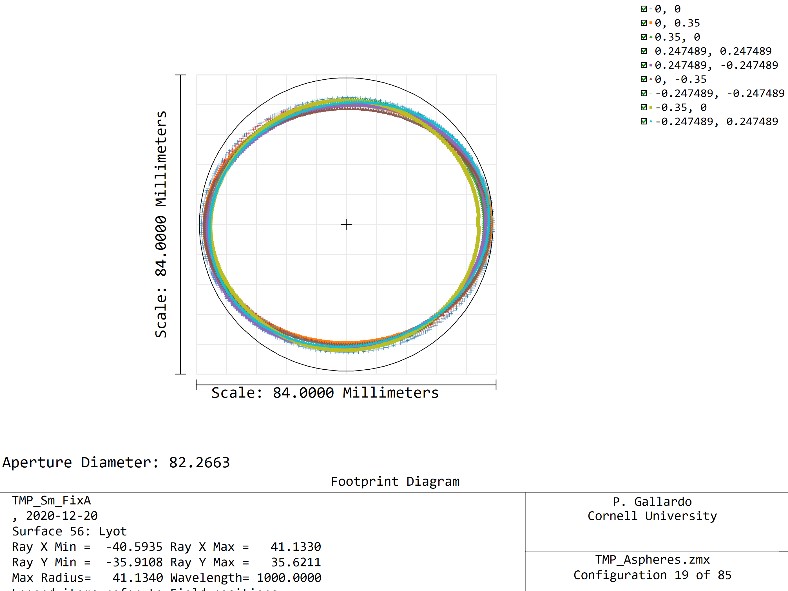 0, 0
0, 0.35
0.35, 0
0.247489, 0.247489
0.247489, -0.247489
0, -0.35
-0.247489, -0.247489
-0.35, 0
-0.247489, 0.247489
Scale: 84.0000 Millimeters
Scale: 84.0000 Millimeters
Aperture Diameter: 82.2663
Footprint Diagram
TMP_Sm_FixA
, 2020-12-20
Surface 56: Lyot
Ray X Min = -40.5935 Ray X Max = 41.1330
Ray Y Min = -35.9108 Ray Y Max = 35.6211
Max Radius= 41.1340 Wavelength= 1000.0000
P. Gallardo
Cornell University
TMP_Aspheres.zmx
Configuration 19 of 85